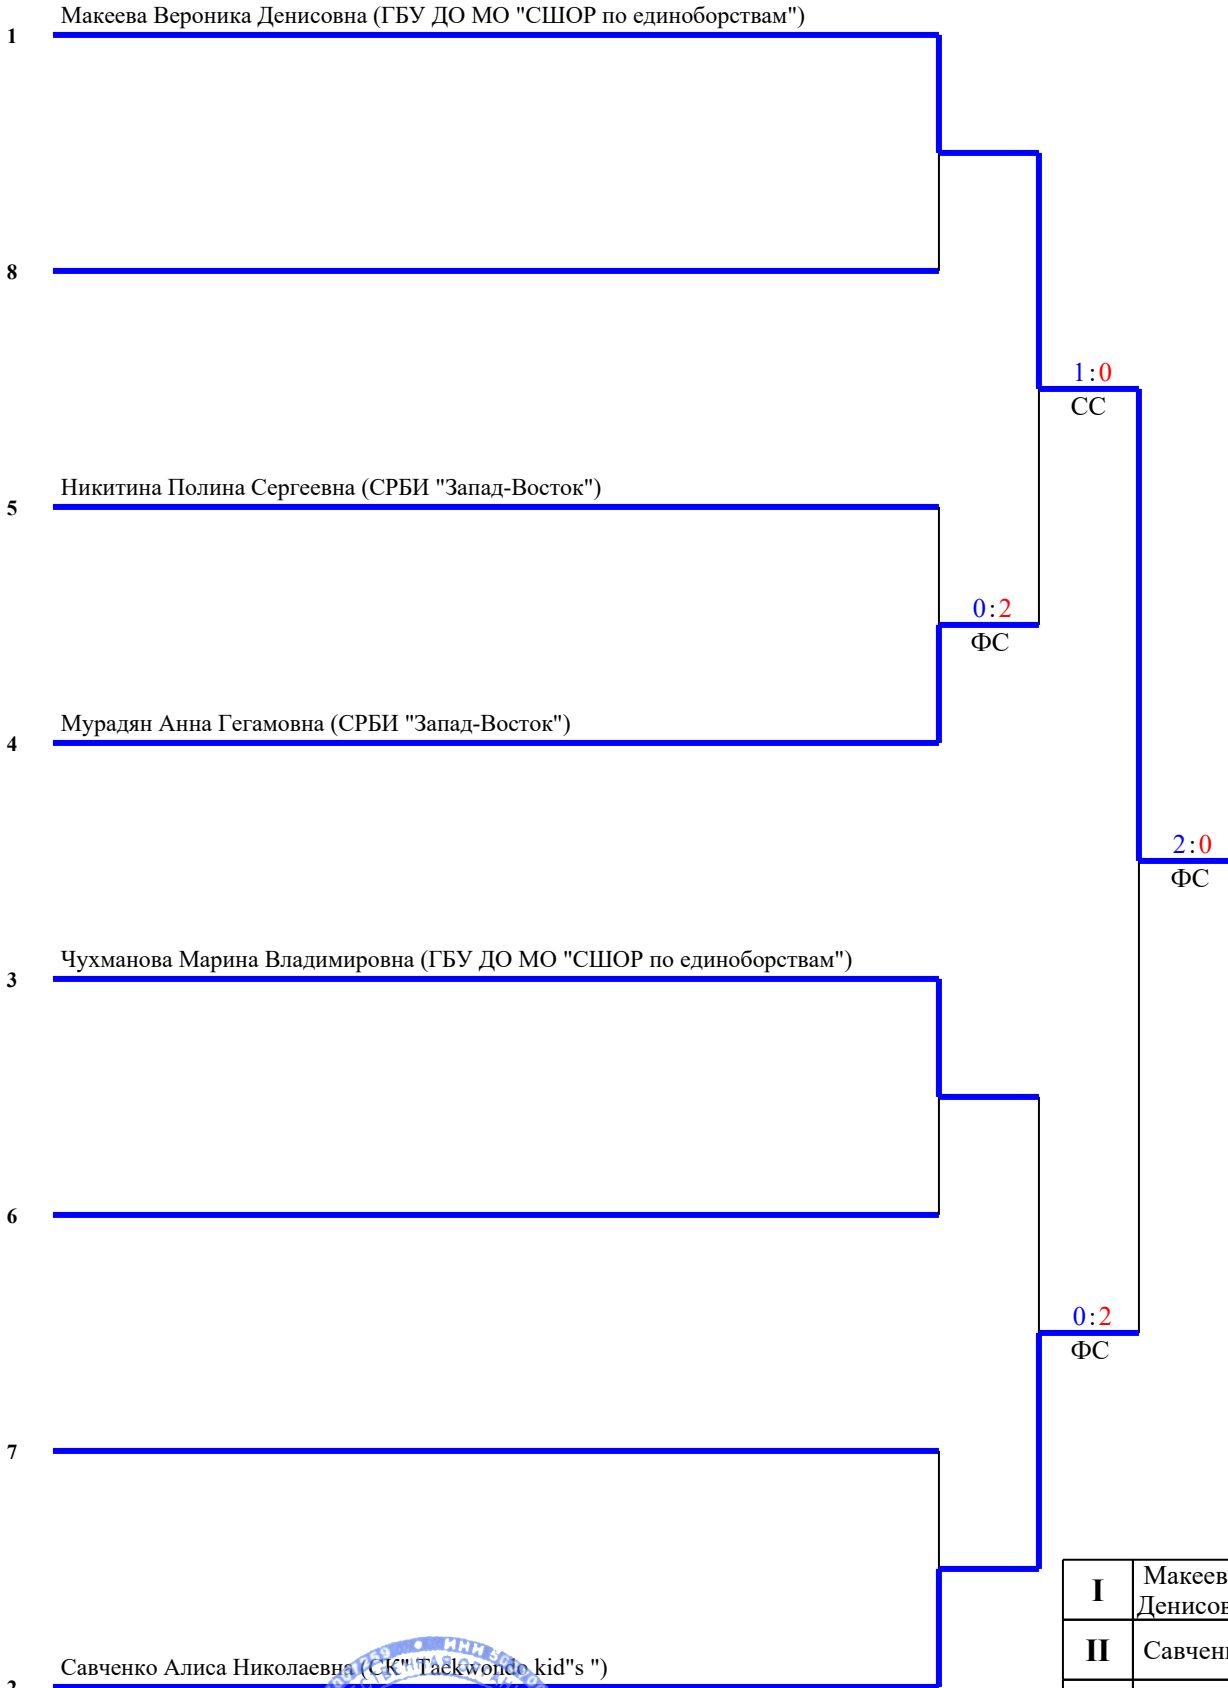 Макеева Вероника Денисовна (ГБУ ДО МО "СШОР по единоборствам")
1
8
1:0
СС
Никитина Полина Сергеевна (СРБИ "Запад-Восток")
5
0:2
ФС
Мурадян Анна Гегамовна (СРБИ "Запад-Восток")
4
2:0
ФС
Чухманова Марина Владимировна (ГБУ ДО МО "СШОР по единоборствам")
3
6
0:2
ФС
7
I Макеев
Денисов
II Савчен
Савченко Алиса Николаевна (СК" Taekwondo kid"s ")
2
ИНН